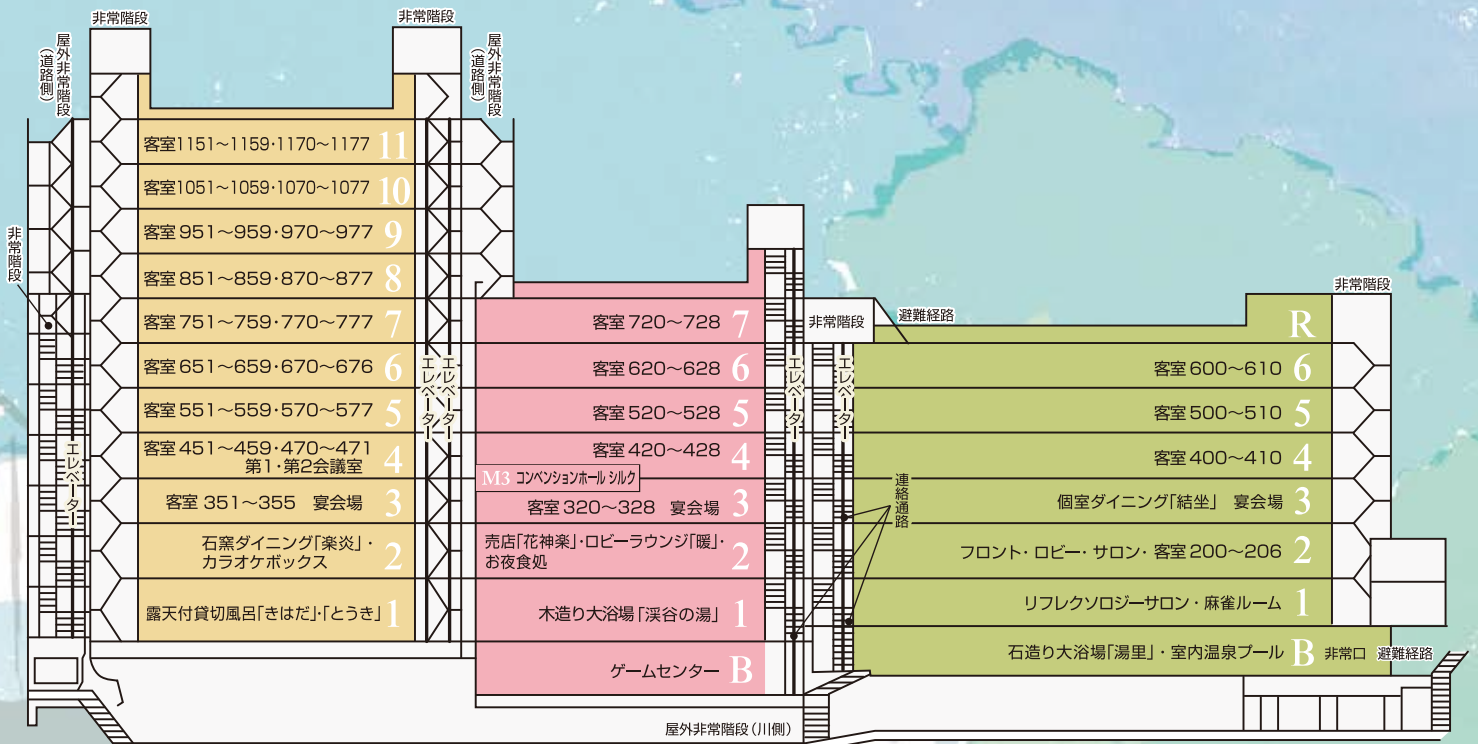 非常階段
非常階段
屋外非常階段
(道路側)
屋外非常階段
(道路側)
非常階段
客室1151〜1159・1170〜1177 11
客室1051〜1059・1070〜1077 10
客室 951〜959・970〜977 9
客室 851〜859・870〜877 8
客室 751〜759・770〜777 7
客室 651〜659・670〜676 6
客室 551〜559・570〜577 5
客室 451〜459・470〜471 4
第1・第2会議室
客室 351〜355 宴会場 3
石窯ダイニング「楽炎」・
カラオケボックス 2
露天付貸切風呂「きはだ」・「とうき」 1
エレベーター
エレベーター
エレベーター
客室 720〜728 7
客室 620〜628 6
客室 520〜528 5
客室 420〜428 4
M3 コンベンションホール シルク
客室 320〜328 宴会場 3
売店「花神楽」・ロビーラウンジ「暖」・
お夜食処 2
木造り大浴場「渓谷の湯」 1
ゲームセンター B
エレベーター
エレベーター
非常階段
避難経路
連絡通路
屋外非常階段(川側)
非常階段
R
客室 600〜610 6
客室 500〜510 5
客室 400〜410 4
個室ダイニング「結坐」 宴会場 3
フロント・ロビー・サロン・客室 200〜206 2
リフレクソロジーサロン・麻雀ルーム 1
石造り大浴場「湯里」・室内温泉プール B
非常口 避難経路